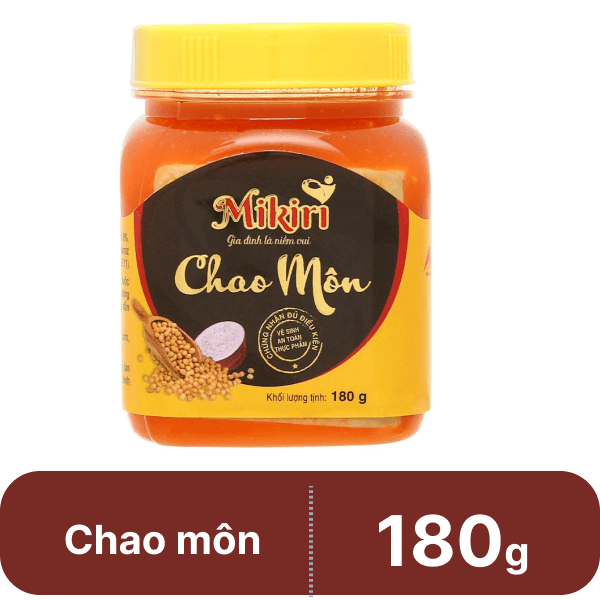 Mikiri
Gia đình là niềm vui
Chao Môn
CHỨNG NHẬN ĐỦ ĐIỀU KIỆN
VỆ SINH
AN TOÀN
THỰC PHẨM
Khối lượng tịnh: 180 g
Chao môn
180g